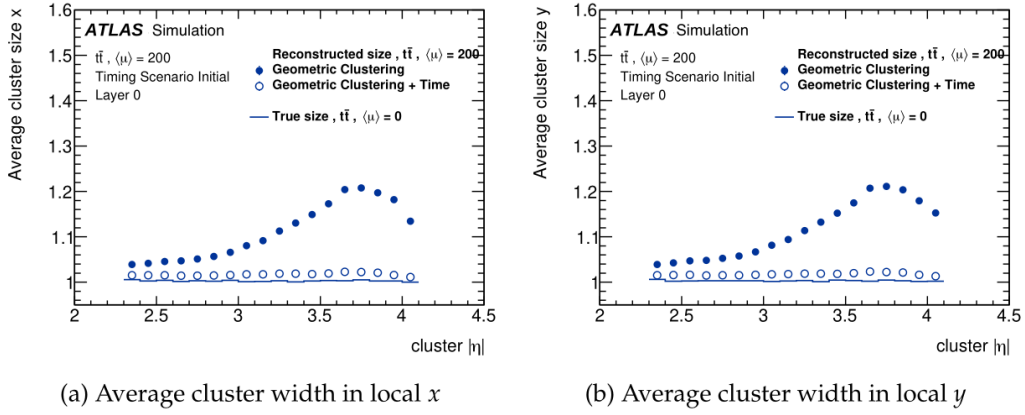 Average cluster size x
1.6
1.5
1.4
1.3
1.2
1.1
1
2
2.5
3
3.5
4
4.5
cluster |η|
ATLAS Simulation
tt̄, ⟨μ⟩ = 200
Timing Scenario Initial
Layer 0
Reconstructed size , tt̄, ⟨μ⟩ = 200
Geometric Clustering
Geometric Clustering + Time
True size , tt̄ , ⟨μ⟩ = 0
(a) Average cluster width in local x
Average cluster size y
1.6
1.5
1.4
1.3
1.2
1.1
1
2
2.5
3
3.5
4
4.5
cluster |η|
ATLAS Simulation
tt̄, ⟨μ⟩ = 200
Timing Scenario Initial
Layer 0
Reconstructed size , tt̄, ⟨μ⟩ = 200
Geometric Clustering
Geometric Clustering + Time
True size , tt̄ , ⟨μ⟩ = 0
(b) Average cluster width in local y